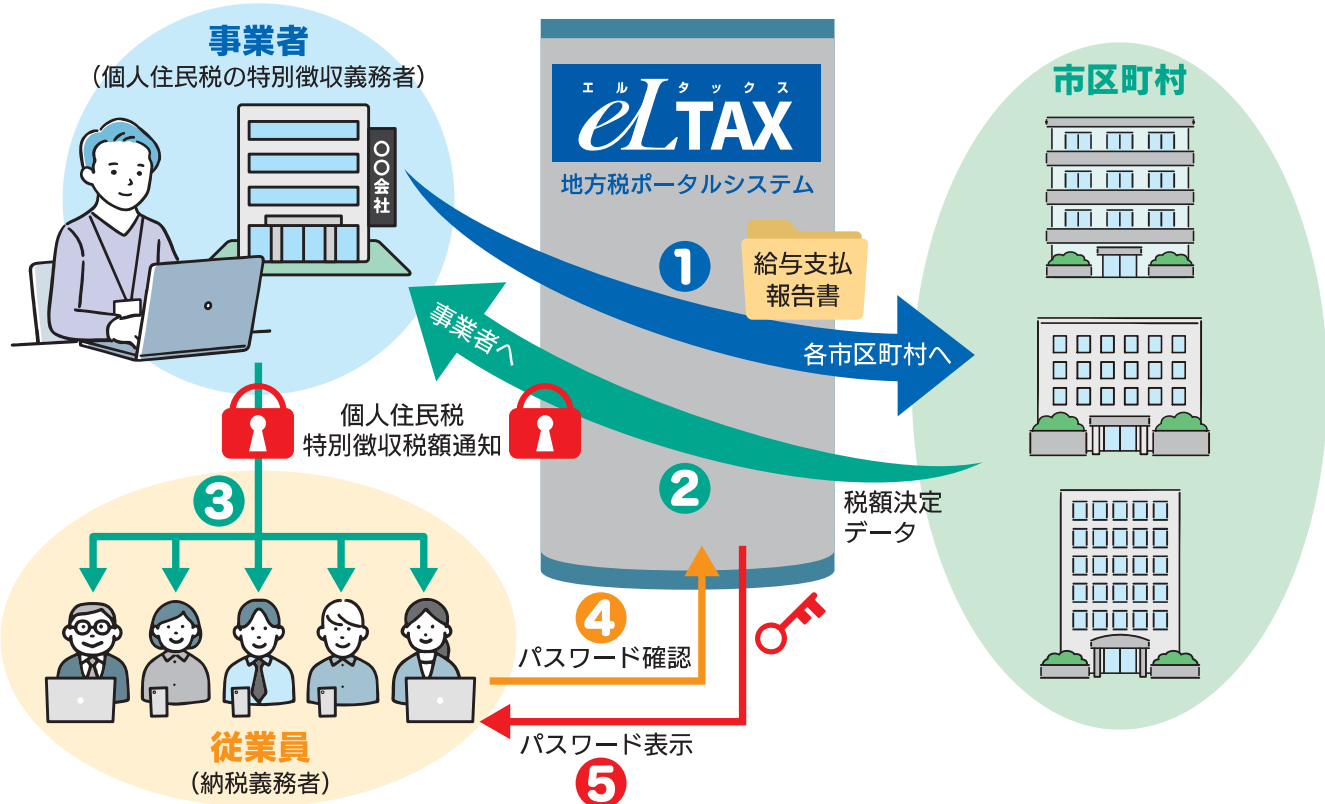 事業者
（個人住民税の特別徴収義務者）
〇〇会社
エルタックス
eLTAX
地方税ポータルシステム
市区町村
1
給与支払
報告書
各市区町村へ
事業者へ
個人住民税
特別徴収税額通知
2
税額決定
データ
3
4
パスワード確認
パスワード表示
5
従業員
（納税義務者）